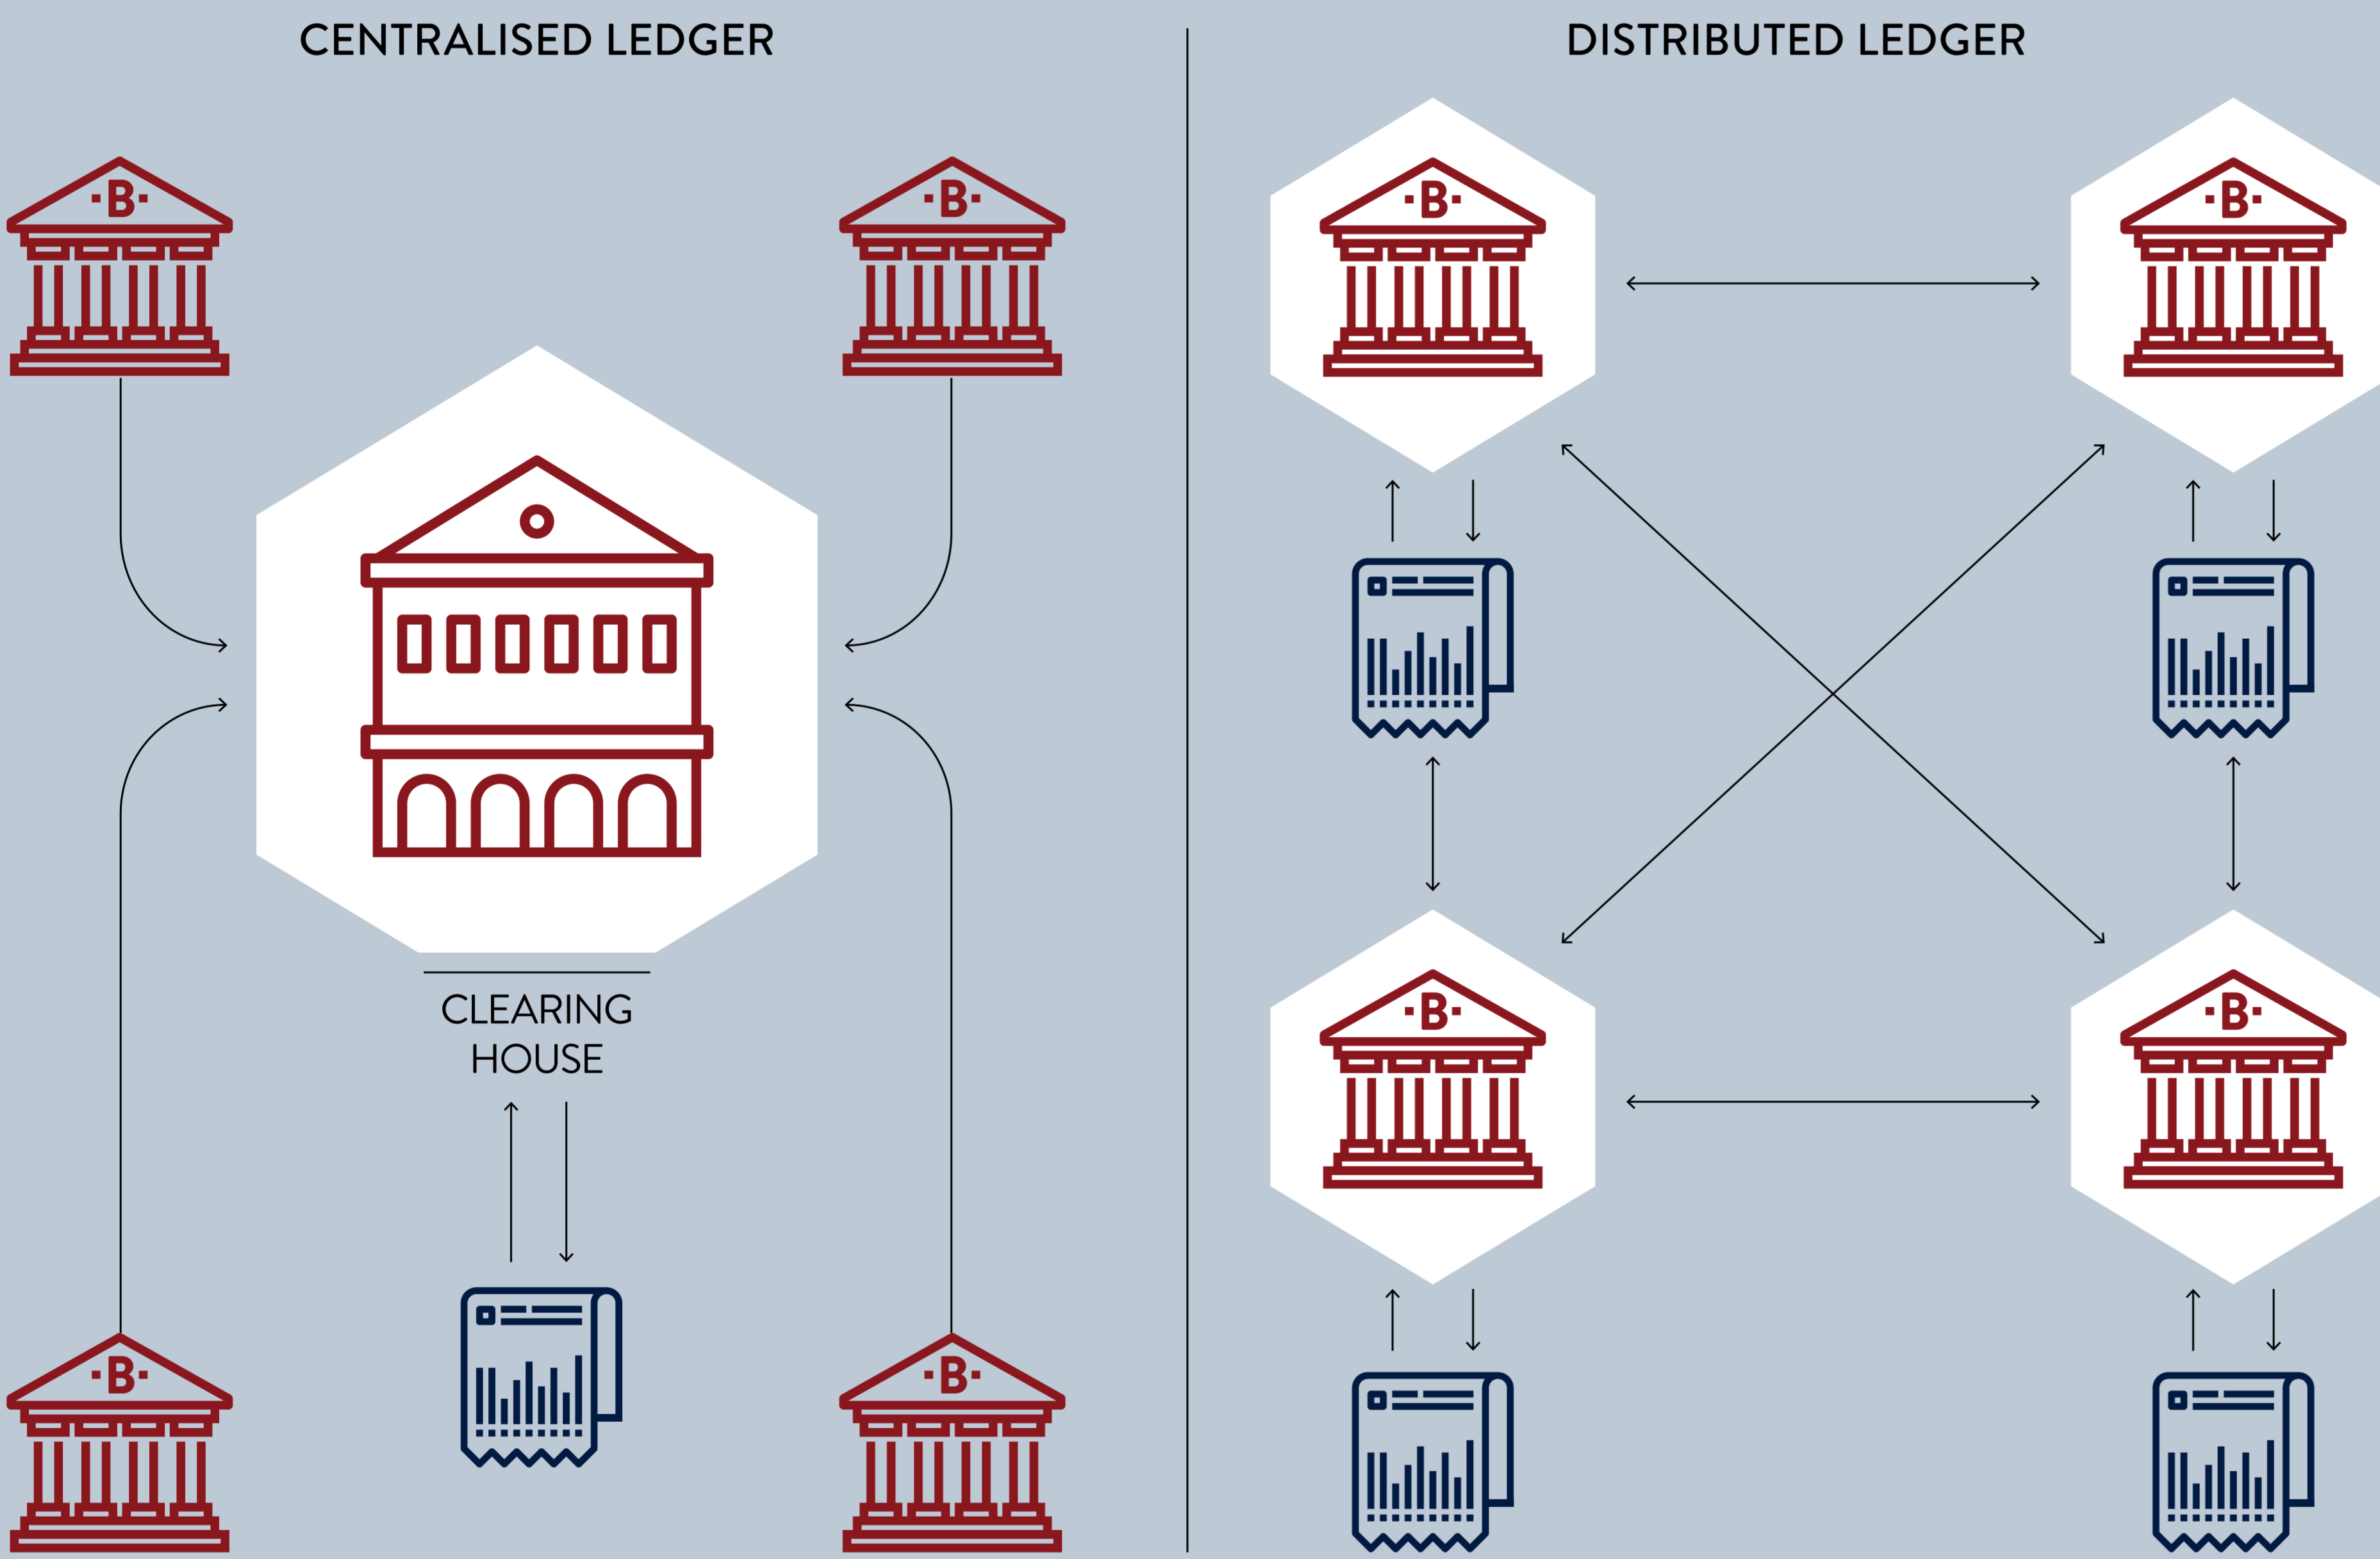 CENTRALISED LEDGER
DISTRIBUTED LEDGER
·B·
·B·
·B·
·B·
CLEARING
HOUSE
·B·
·B·
·B·
·B·